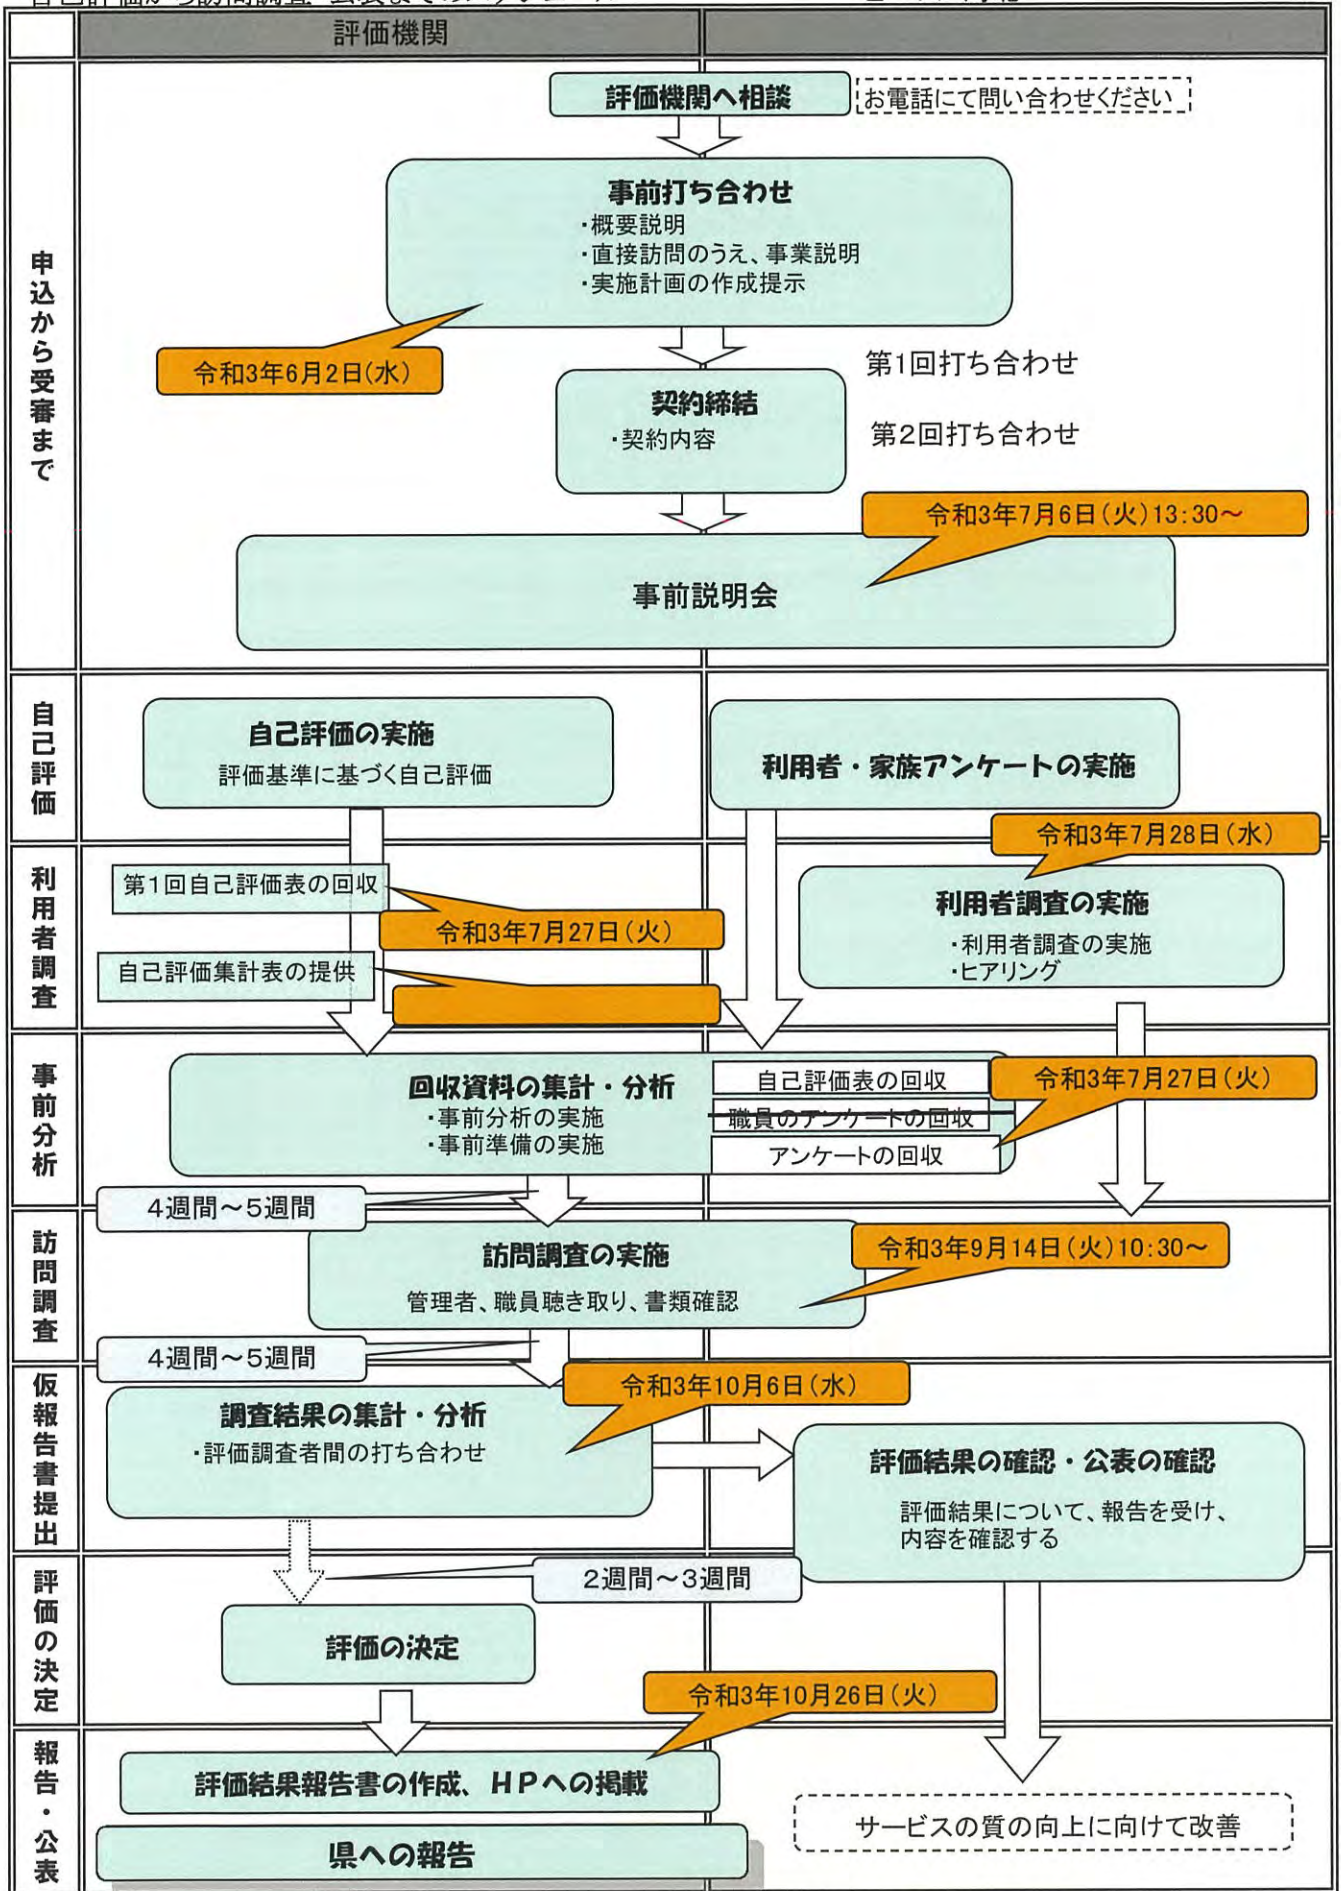 評価機関
申込から受審まで
評価機関へ相談
お電話にて問い合わせください
事前打ち合わせ
・概要説明
・直接訪問のうえ、事業説明
・実施計画の作成提示
令和3年6月2日(水)
第1回打ち合わせ
契約締結
・契約内容
第2回打ち合わせ
令和3年7月6日(火)13:30~
事前説明会
自己評価
自己評価の実施
評価基準に基づく自己評価
利用者・家族アンケートの実施
令和3年7月28日(水)
利用者調査
第1回自己評価表の回収
令和3年7月27日(火)
自己評価集計表の提供
利用者調査の実施
・利用者調査の実施
・ヒアリング
事前分析
回収資料の集計・分析
・事前分析の実施
・事前準備の実施
自己評価表の回収
職員のアンケートの回収
アンケートの回収
令和3年7月27日(火)
4週間~5週間
訪問調査
訪問調査の実施
管理者、職員聴き取り、書類確認
令和3年9月14日(火)10:30~
4週間~5週間
仮報告書提出
令和3年10月6日(水)
調査結果の集計・分析
・評価調査者間の打ち合わせ
評価結果の確認・公表の確認
評価結果について、報告を受け、
内容を確認する
評価の決定
2週間~3週間
評価の決定
令和3年10月26日(火)
報告・公表
評価結果報告書の作成、HPへの掲載
県への報告
サービスの質の向上に向けて改善